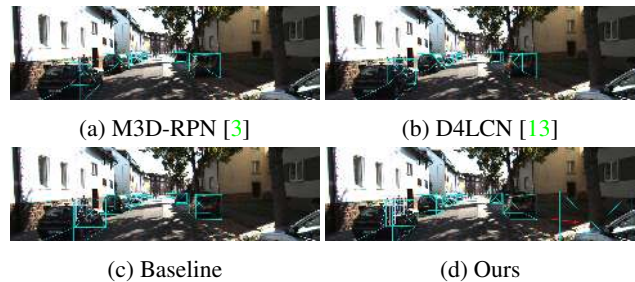 (a) M3D-RPN [3]
(b) D4LCN [13]
(c) Baseline
(d) Ours